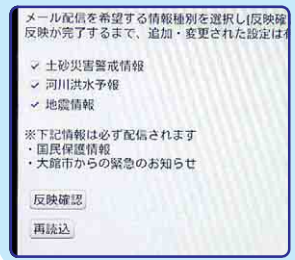 メール配信を希望する情報種別を選択し[反映確
反映が完了するまで、追加・変更された設定は
土砂災害警戒情報
河川洪水予報
地震情報
※下記情報は必ず配信されます
・国民保護情報
・大館市からの緊急のお知らせ
反映確認
再読込